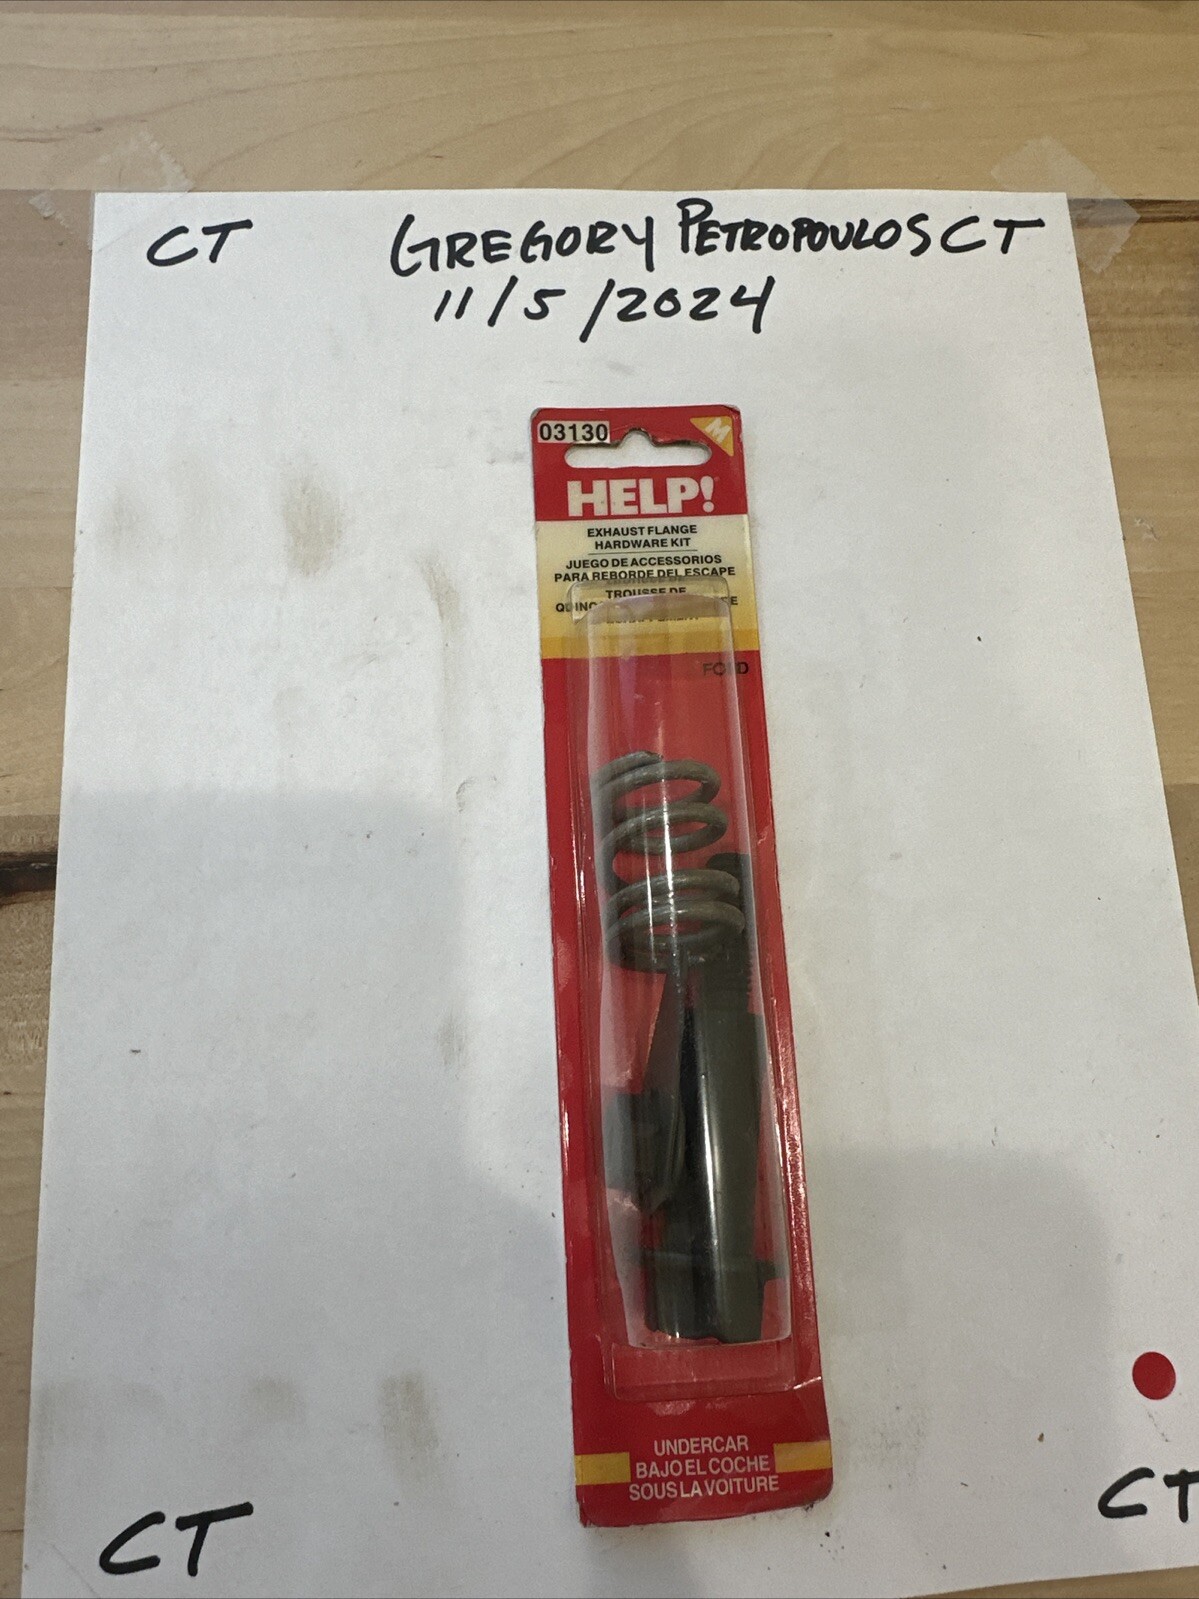 CT GREGORY PETROPOULOS CT
11/5/2024
03130
M
HELP!
EXHAUST FLANGE
HARDWARE KIT
JUEGO DE ACCESORIOS
PARA REBORDE DEL ESCAPE
TROUSSE DE
FORD
UNDERCAR
BAJO EL COCHE
SOUS LA VOITURE
CT
CT